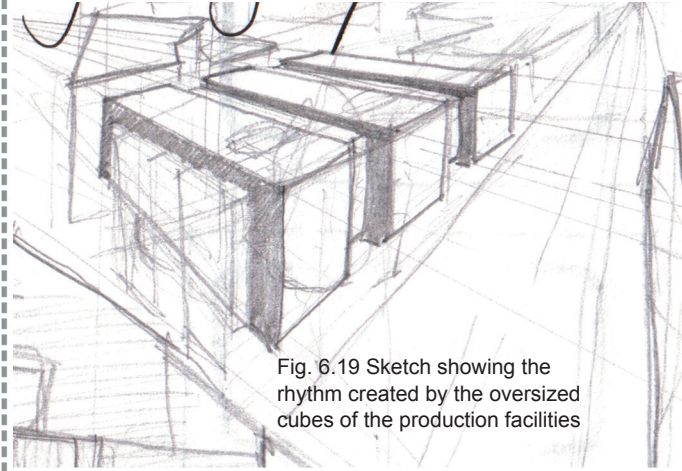 Fig. 6.19 Sketch showing the
rhythm created by the oversized
cubes of the production facilities